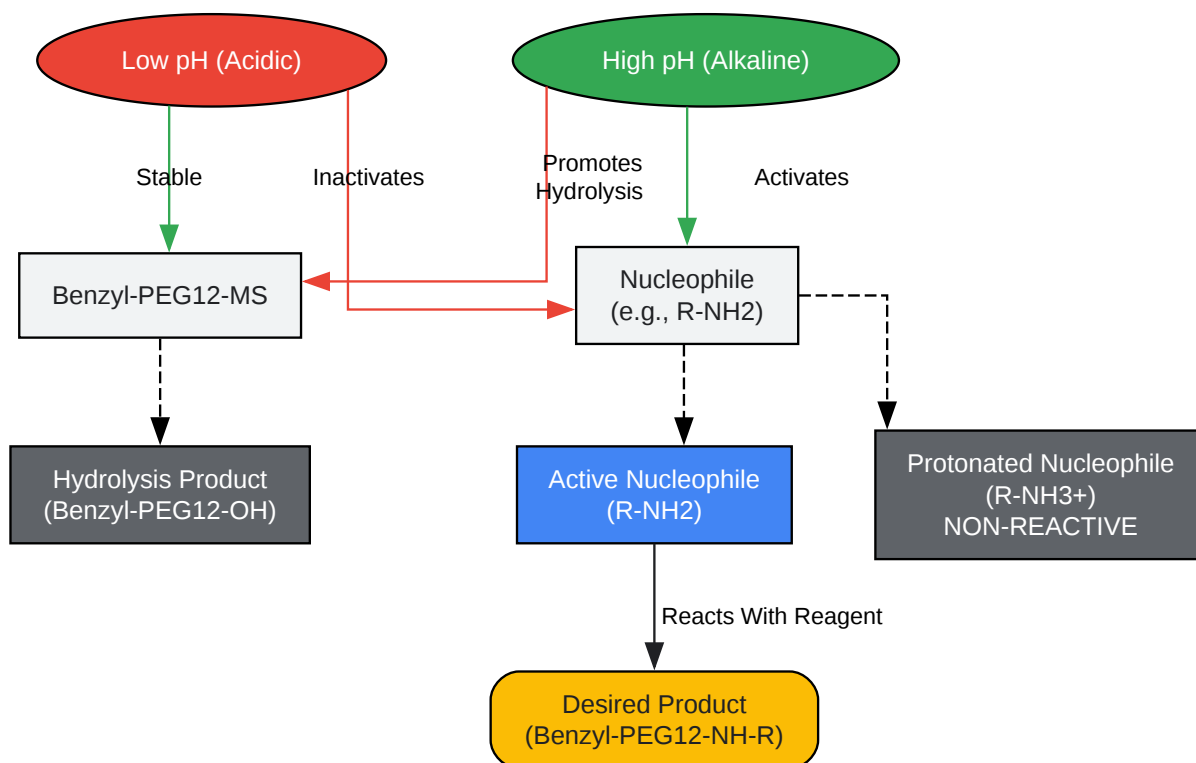 Low pH (Acidic)
High pH (Alkaline)
Stable
Inactivates
Promotes
Hydrolysis
Activates
Benzyl-PEG12-MS
Nucleophile
(e.g., R-NH2)
Hydrolysis Product
(Benzyl-PEG12-OH)
Active Nucleophile
(R-NH2)
Protonated Nucleophile
(R-NH3+)
NON-REACTIVE
Reacts With Reagent
Desired Product
(Benzyl-PEG12-NH-R)